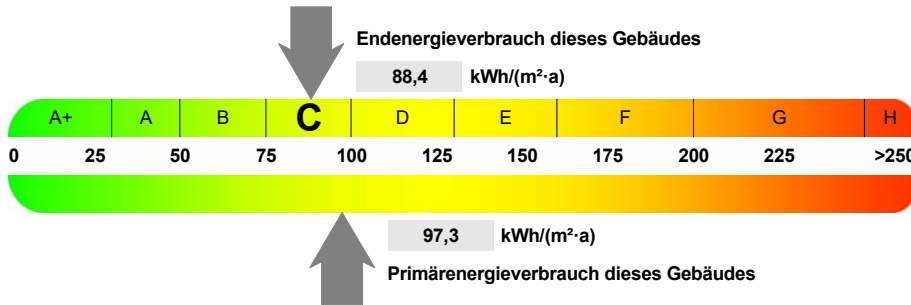 Endenergieverbrauch dieses Gebäudes
88,4 kWh/(m²·a)
A+ A B C D E F G H
0 25 50 75 100 125 150 175 200 225 >250
97,3 kWh/(m²·a)
Primärenergieverbrauch dieses Gebäudes